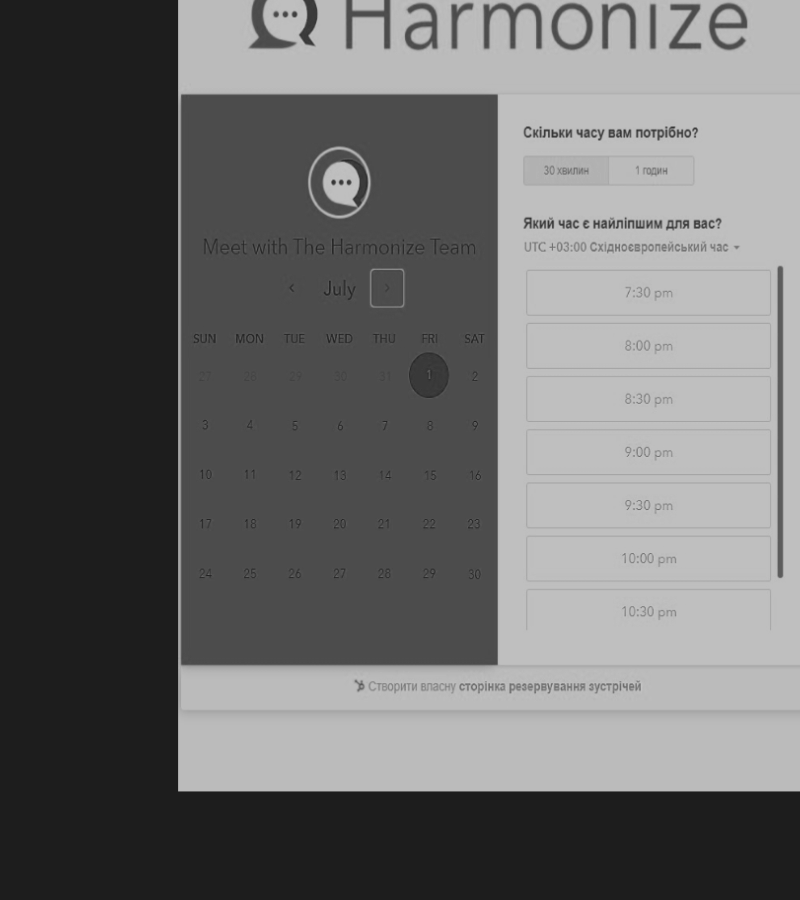 Harmonize
Meet with The Harmonize Team
July
SUN MON TUE WED THU FRI SAT
27 28 29 30 31 1 2
3 4 5 6 7 8 9
10 11 12 13 14 15 16
17 18 19 20 21 22 23
24 25 26 27 28 29 30
Скільки часу вам потрібно?
30 хвилин 1 годин
Який час є найліпшим для вас?
UTC +03:00 Східноєвропейський час
7:30 pm
8:00 pm
8:30 pm
9:00 pm
9:30 pm
10:00 pm
10:30 pm
Створити власну сторінка резервування зустрічей